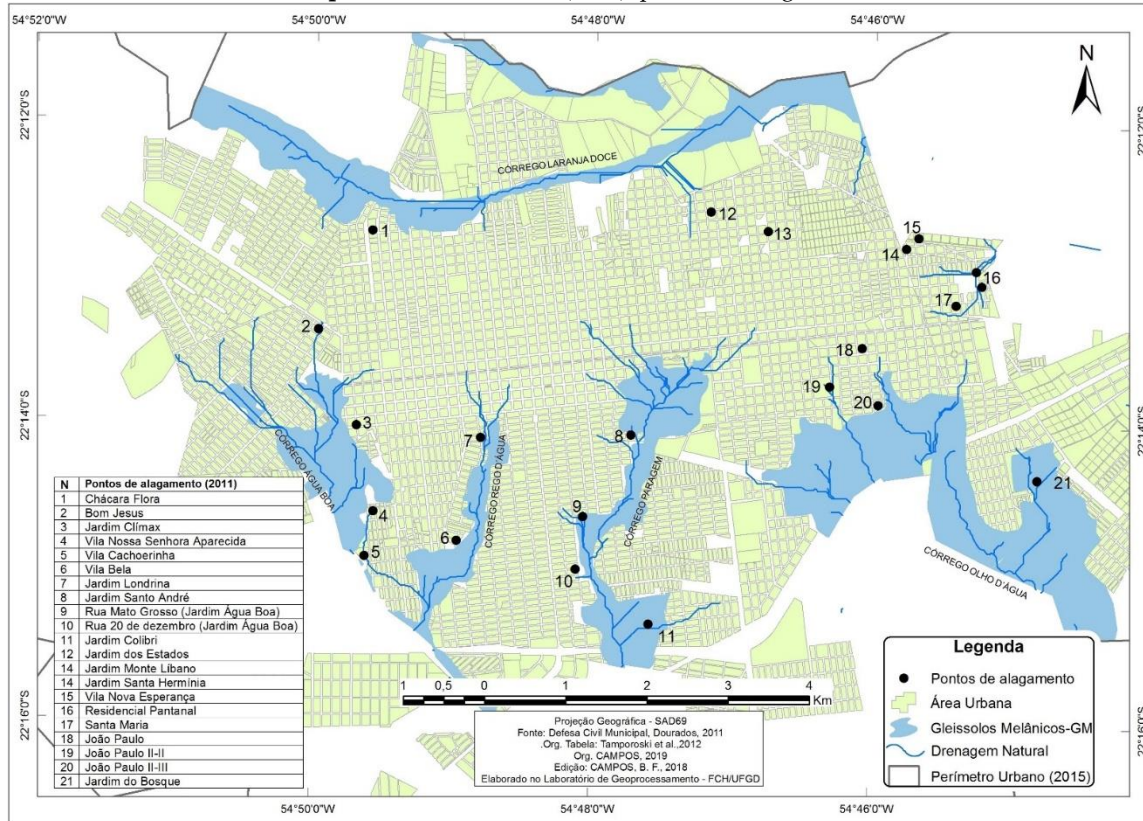 54°52'0"W
54°50'0"W
54°48'0"W
54°46'0"W
N
22°12'0"S
22°12'0"S
CÓRREGO LARANJA DOCE
12
13
1
15
14
16
17
2
18
19
20
22°14'0"S
22°14'0"S
3
7
8
CÓRREGO ÁGUA BOA
CÓRREGO REGO D'ÁGUA
CÓRREGO PARAGEM
21
4
9
5
6
10
CÓRREGO OLHO D'ÁGUA
11
N Pontos de alagamento (2011)
1 Chácara Flora
2 Bom Jesus
3 Jardim Clímax
4 Vila Nossa Senhora Aparecida
5 Vila Cachoerinha
6 Vila Bela
7 Jardim Londrina
8 Jardim Santo André
9 Rua Mato Grosso (Jardim Água Boa)
10 Rua 20 de dezembro (Jardim Água Boa)
11 Jardim Colibri
12 Jardim dos Estados
14 Jardim Monte Líbano
14 Jardim Santa Hermínia
15 Vila Nova Esperança
16 Residencial Pantanal
17 Santa Maria
18 João Paulo
19 João Paulo II-II
20 João Paulo II-III
21 Jardim do Bosque
Legenda
Pontos de alagamento
Área Urbana
Gleissolos Melânicos-GM
Drenagem Natural
Perímetro Urbano (2015)
1 0,5 0 1 2 3 4
Km
Projeção Geográfica - SAD69
Fonte: Defesa Civil Municipal, Dourados, 2011
.Org. Tabela: Tamporoski et al.,2012
Org. CAMPOS, 2019
Edição: CAMPOS, B. F., 2018
Elaborado no Laboratório de Geoprocessamento - FCH/UFGD
22°16'0"S
22°16'0"S
54°50'0"W
54°48'0"W
54°46'0"W